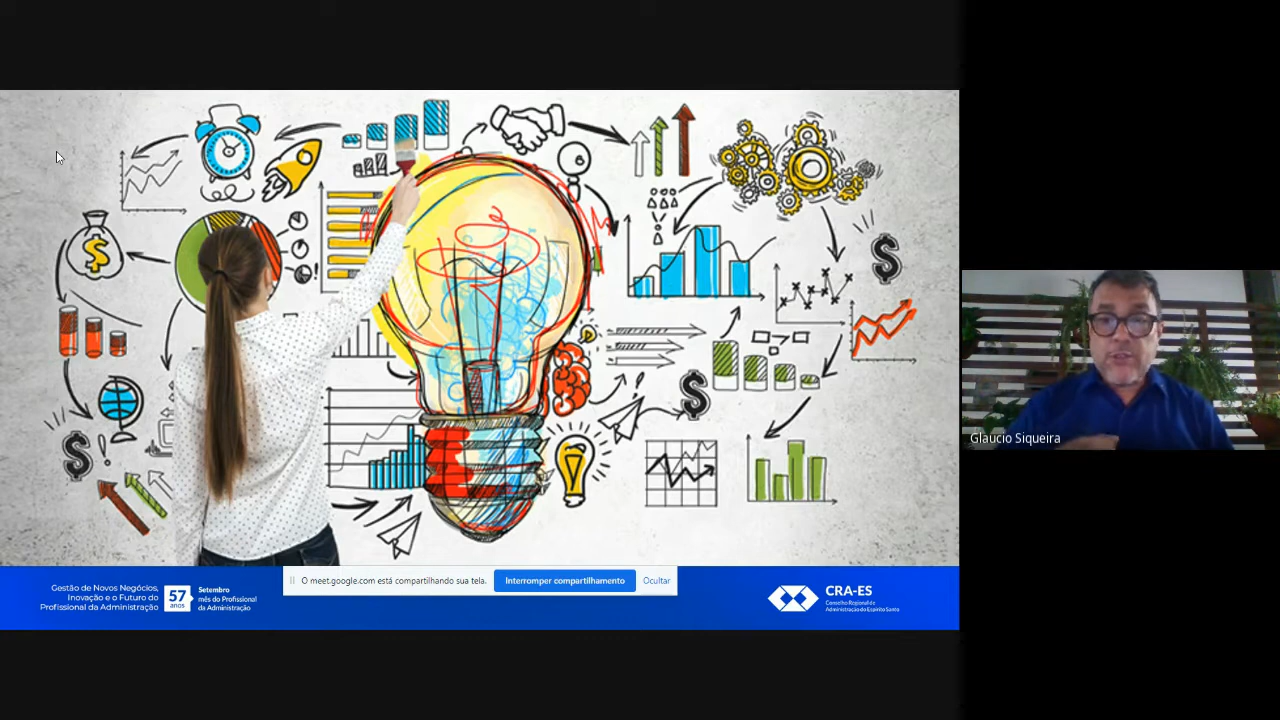 Glaucio Siqueira
Gestão de Novos Negócios,
Inovação e o Futuro do
Profissional da Administração
57
anos
Setembro
mês do Profissional
da Administração
O meet.google.com está compartilhando sua tela.
Interromper compartilhamento
Ocultar
CRA-ES
Conselho Regional de
Administração do Espírito Santo